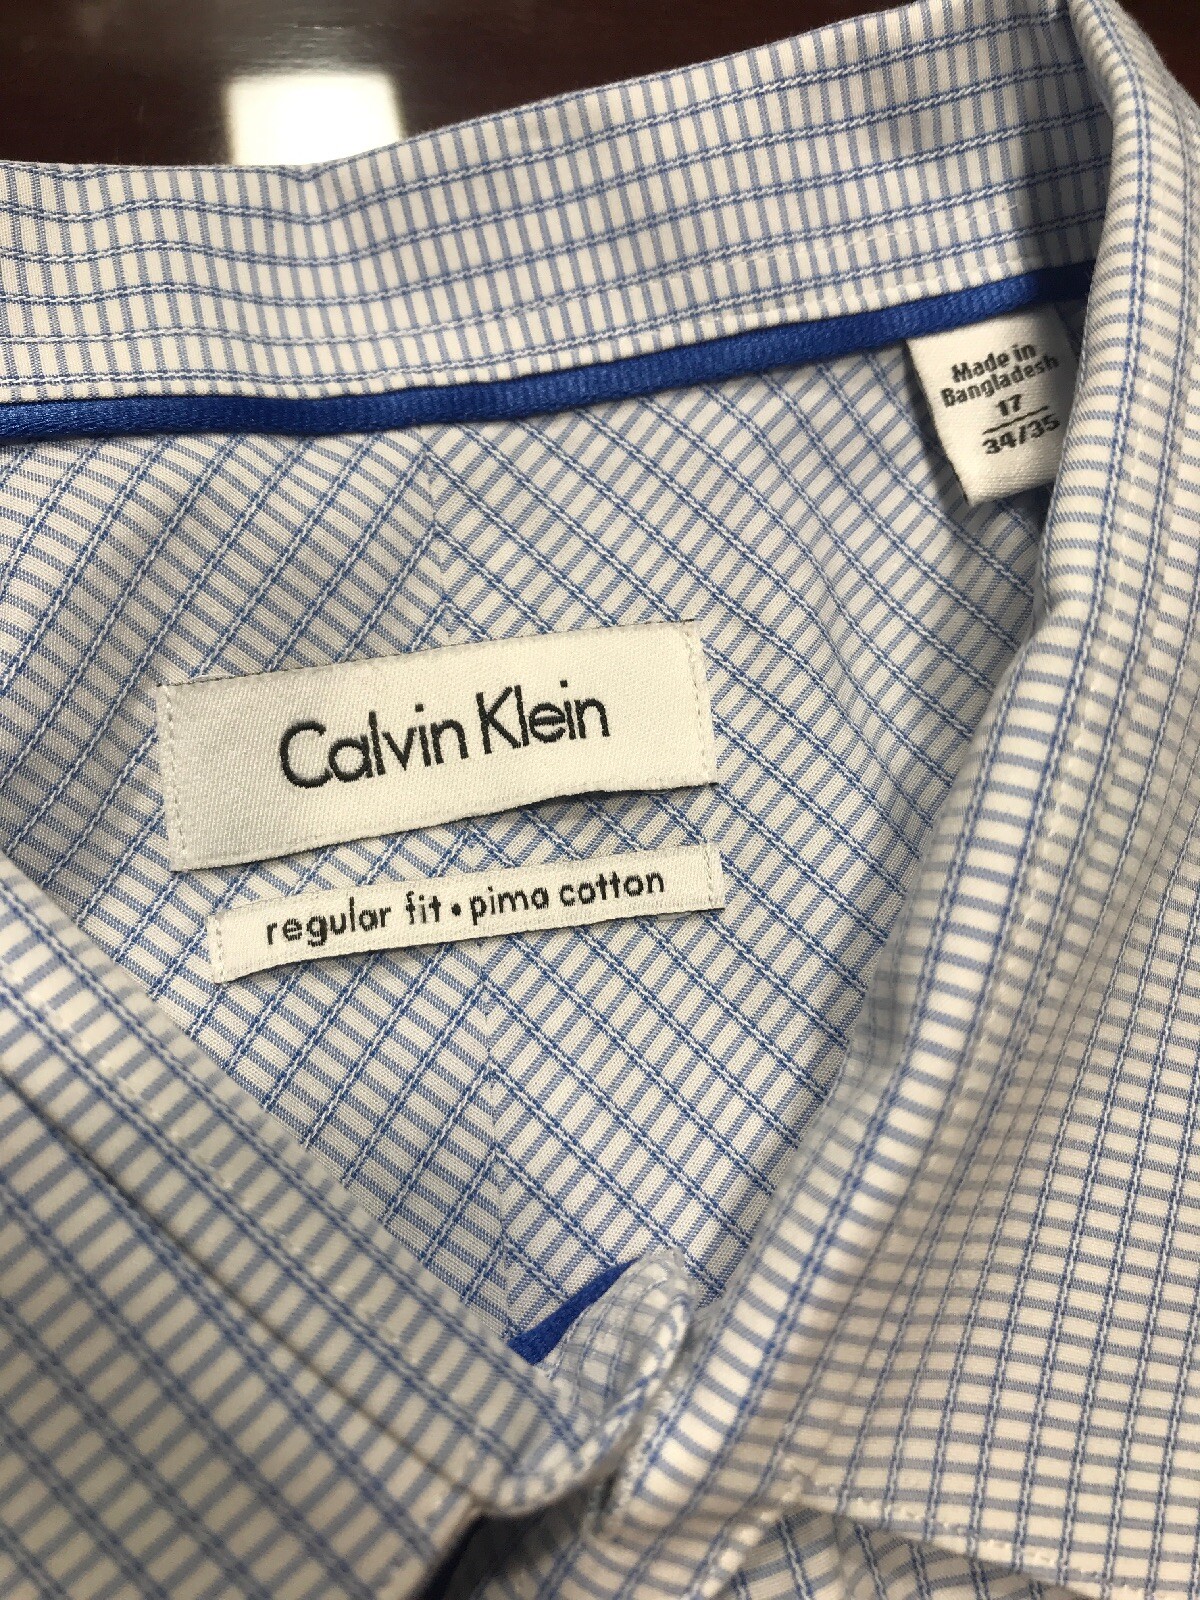 Made in
Bangladesh
17
34/35
Calvin Klein
regular fit • pima cotton